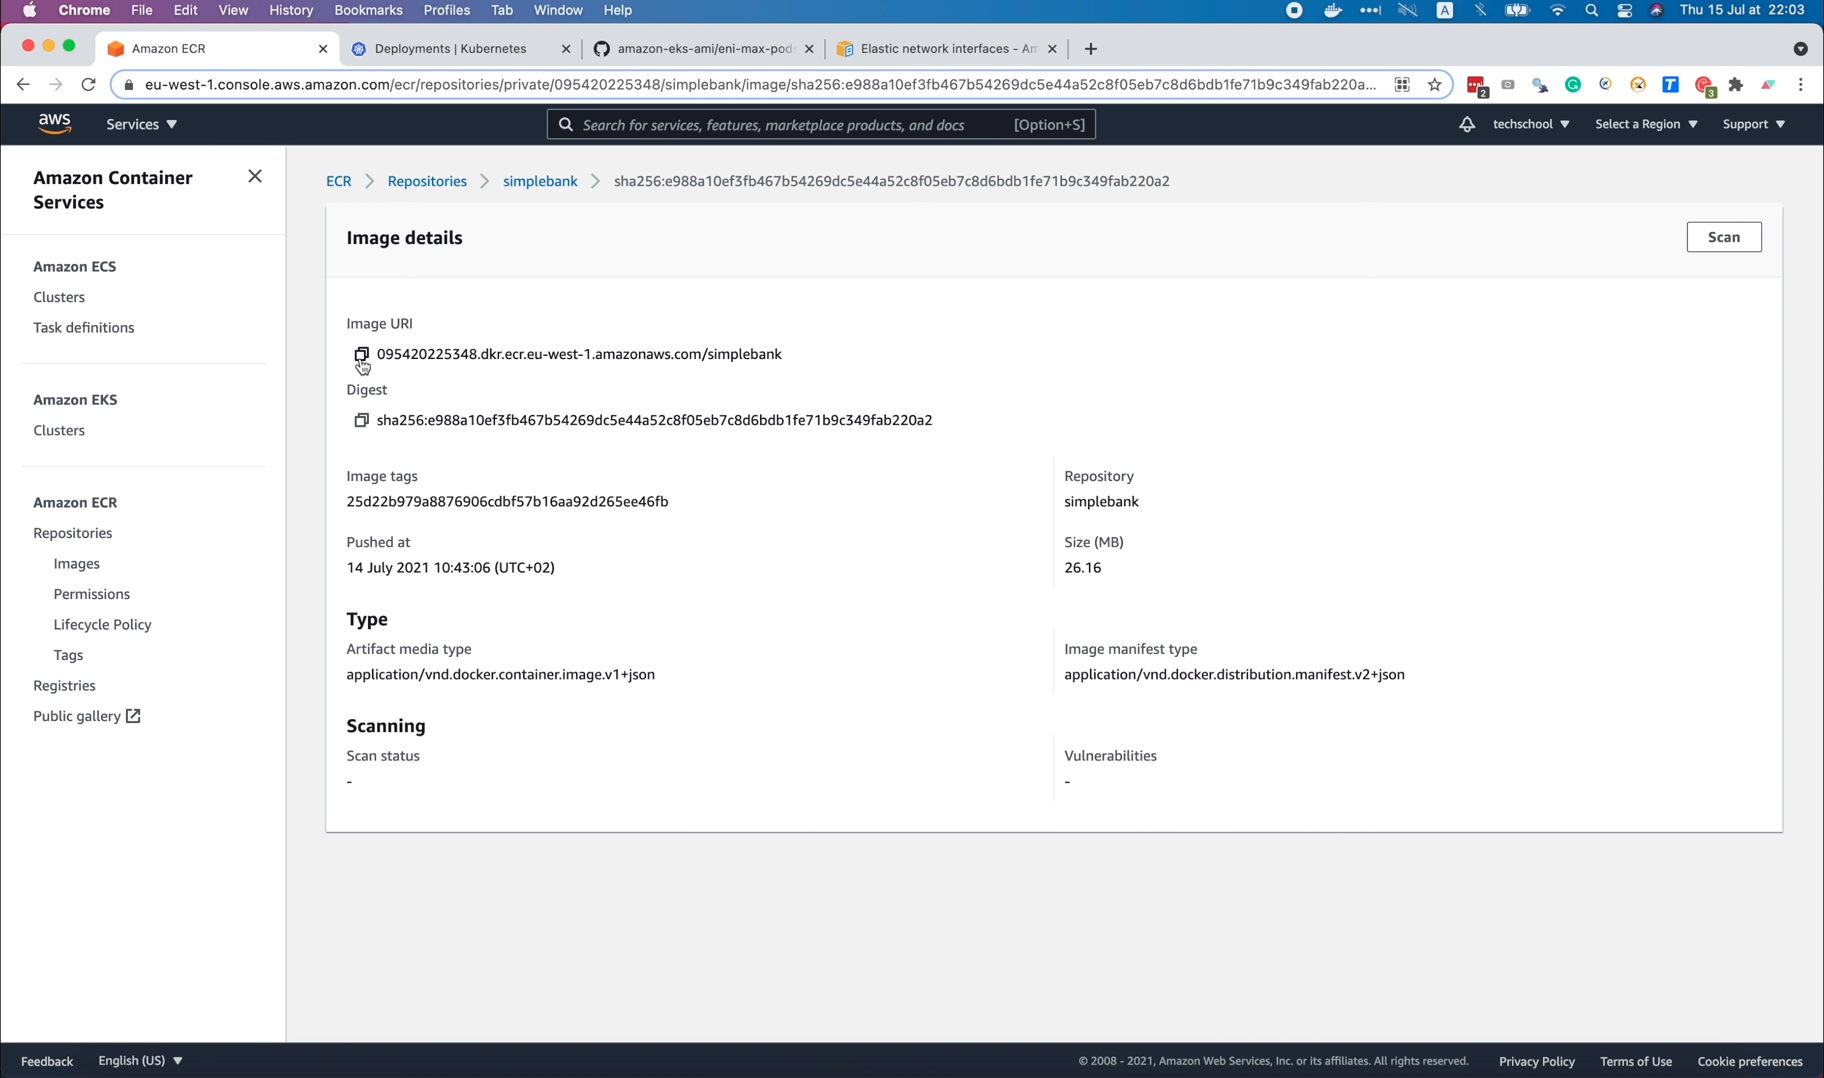 Chrome File Edit View History Bookmarks Profiles Tab Window Help A Thu 15 Jul at 22:03
Amazon ECR Deployments | Kubernetes amazon-eks-ami/eni-max-pod Elastic network interfaces - Am
eu-west-1.console.aws.amazon.com/ecr/repositories/private/095420225348/simplebank/image/sha256:e988a10ef3fb467b54269dc5e44a52c8f05eb7c8d6bdb1fe71b9c349fab220a... 2 T 3
aws Services Search for services, features, marketplace products, and docs [Option+S] techschool Select a Region Support
Amazon Container
Services
Amazon ECS
Clusters
Task definitions
Amazon EKS
Clusters
Amazon ECR
Repositories
Images
Permissions
Lifecycle Policy
Tags
Registries
Public gallery
ECR Repositories simplebank sha256:e988a10ef3fb467b54269dc5e44a52c8f05eb7c8d6bdb1fe71b9c349fab220a2
Image details Scan
Image URI
095420225348.dkr.ecr.eu-west-1.amazonaws.com/simplebank
Digest
sha256:e988a10ef3fb467b54269dc5e44a52c8f05eb7c8d6bdb1fe71b9c349fab220a2
Image tags
25d22b979a8876906cdbf57b16aa92d265ee46fb
Repository
simplebank
Pushed at
14 July 2021 10:43:06 (UTC+02)
Size (MB)
26.16
Type
Artifact media type
application/vnd.docker.container.image.v1+json
Image manifest type
application/vnd.docker.distribution.manifest.v2+json
Scanning
Scan status
-
Vulnerabilities
-
Feedback English (US) © 2008 - 2021, Amazon Web Services, Inc. or its affiliates. All rights reserved. Privacy Policy Terms of Use Cookie preferences